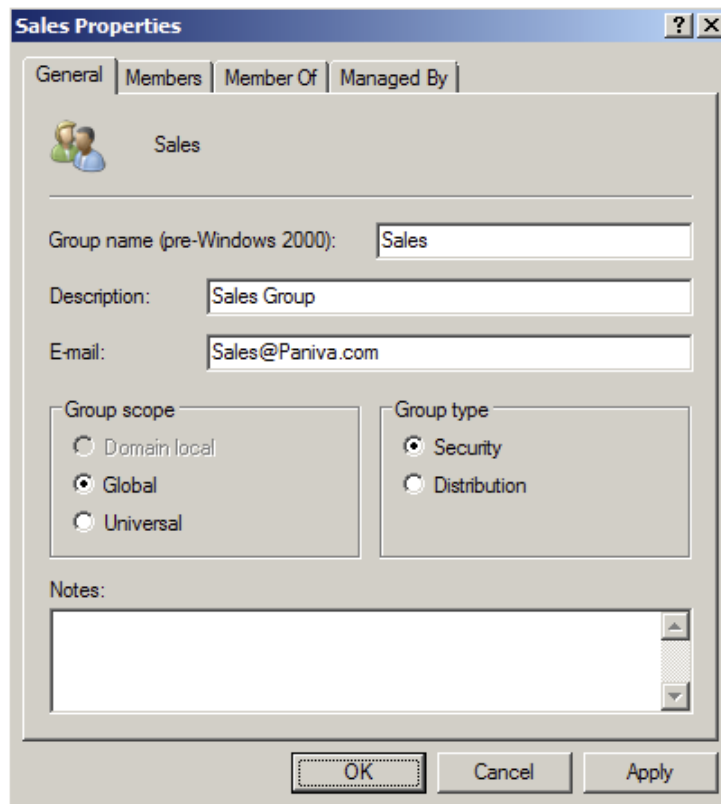 Sales Properties
General Members Member Of Managed By
Sales
Group name (pre-Windows 2000): Sales
Description: Sales Group
E-mail: Sales@Paniva.com
Group scope Group type
Domain local Security
Global Distribution
Universal
Notes:
OK Cancel Apply